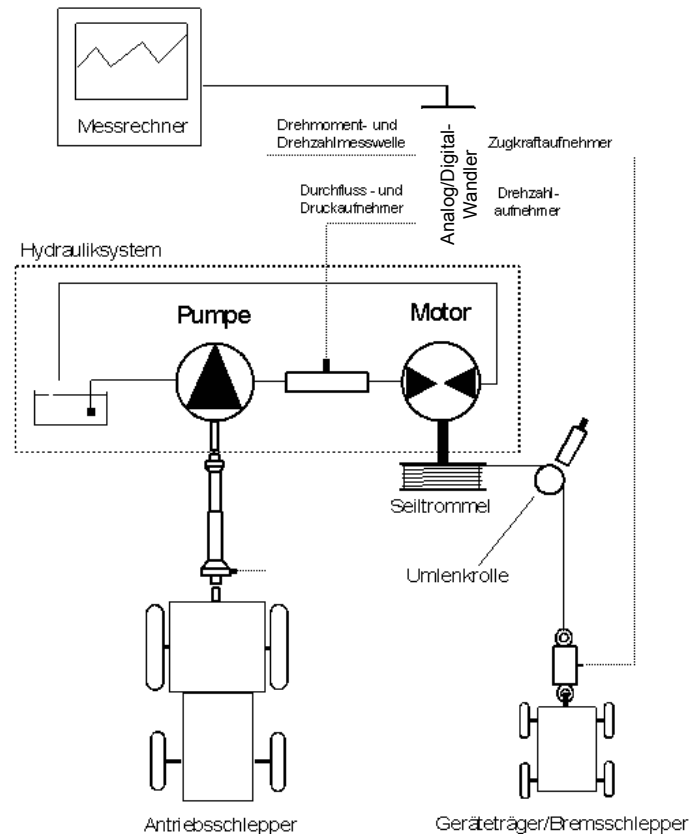 Messrechner
Drehmoment- und
Drehzahlmesswelle
Analog/Digital-
Wandler
Zugkraftaufnehmer
Durchfluss- und
Druckaufnehmer
Drehzahl-
aufnehmer
Hydrauliksystem
Pumpe
Motor
Seiltrommel
Umlenkrolle
Antriebsschlepper
Geräteträger/Bremsschlepper